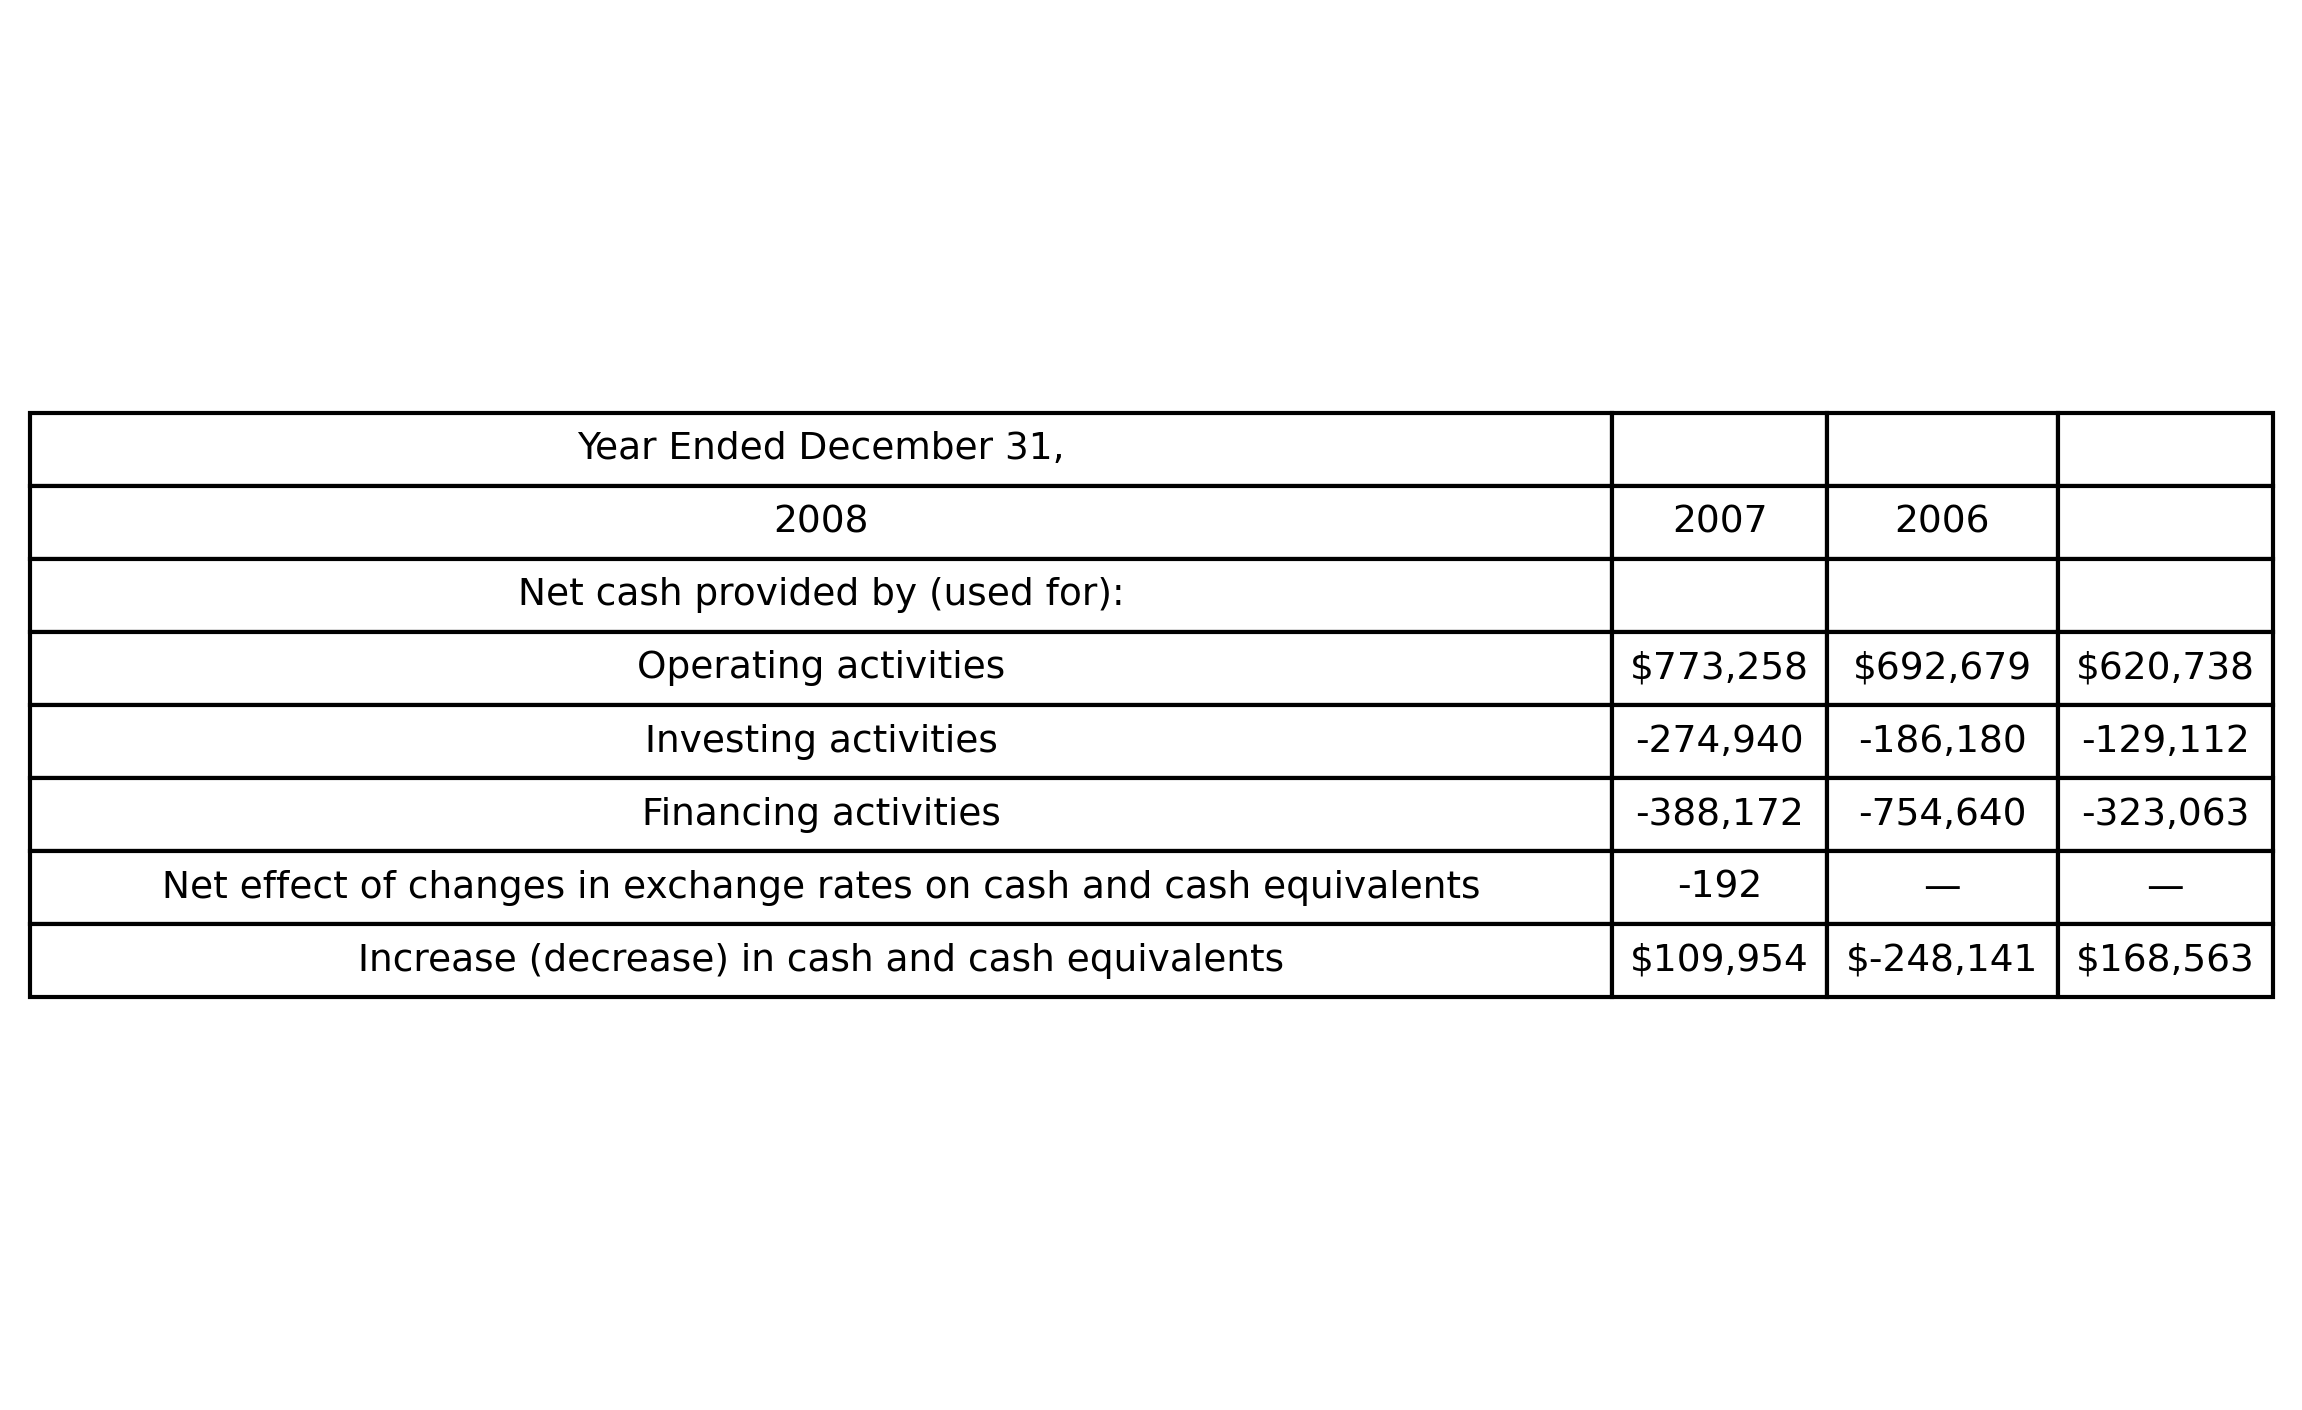 Year Ended December 31,
2008 2007 2006
Net cash provided by (used for):
Operating activities $773,258 $692,679 $620,738
Investing activities -274,940 -186,180 -129,112
Financing activities -388,172 -754,640 -323,063
Net effect of changes in exchange rates on cash and cash equivalents -192 — —
Increase (decrease) in cash and cash equivalents $109,954 $-248,141 $168,563